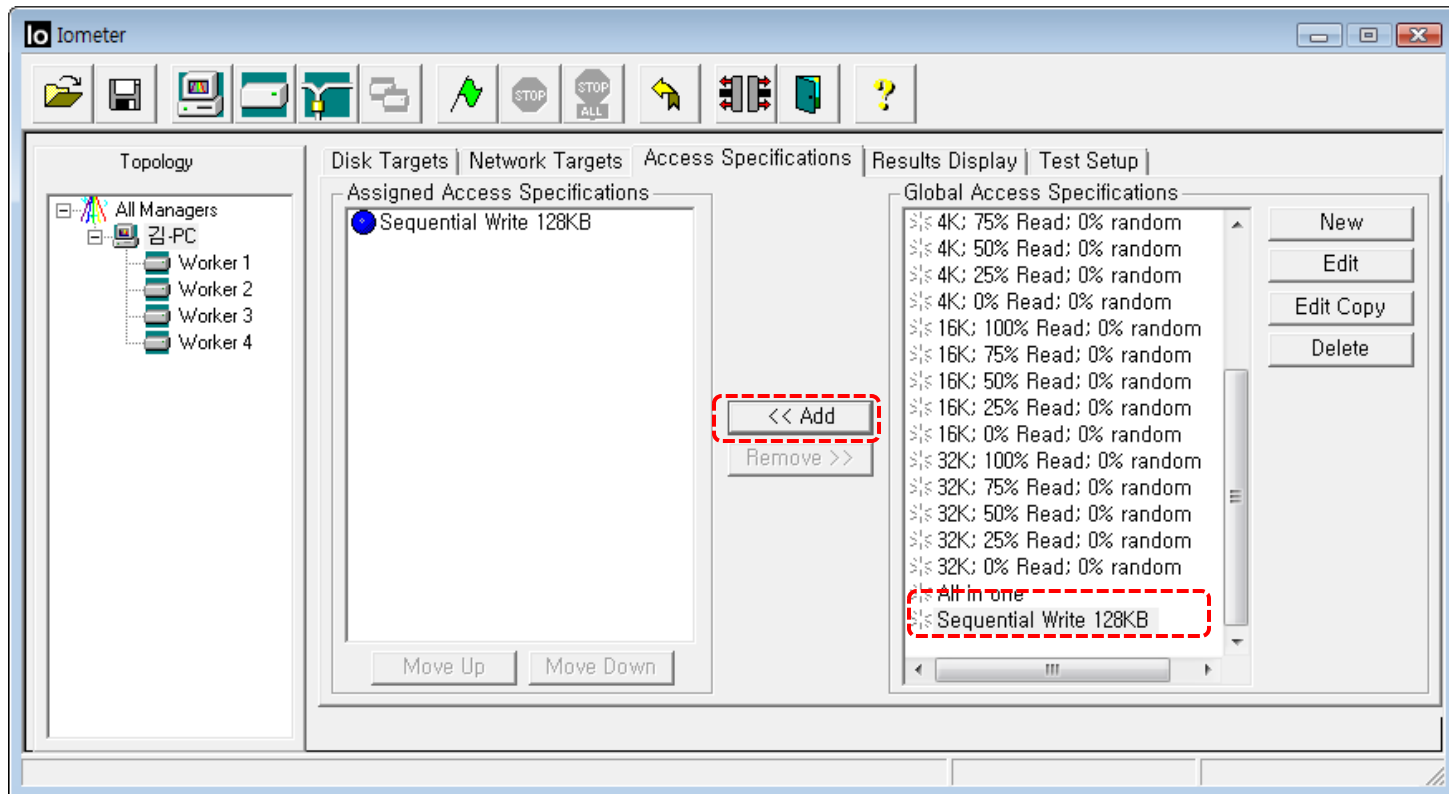 Iometer
STOP
STOP
ALL
?
Topology
All Managers
김-PC
Worker 1
Worker 2
Worker 3
Worker 4
Disk Targets
Network Targets
Access Specifications
Results Display
Test Setup
Assigned Access Specifications
Sequential Write 128KB
Move Up
Move Down
<< Add
Remove >>
Global Access Specifications
4K; 75% Read; 0% random
4K; 50% Read; 0% random
4K; 25% Read; 0% random
4K; 0% Read; 0% random
16K; 100% Read; 0% random
16K; 75% Read; 0% random
16K; 50% Read; 0% random
16K; 25% Read; 0% random
16K; 0% Read; 0% random
32K; 100% Read; 0% random
32K; 75% Read; 0% random
32K; 50% Read; 0% random
32K; 25% Read; 0% random
32K; 0% Read; 0% random
All in one
Sequential Write 128KB
New
Edit
Edit Copy
Delete